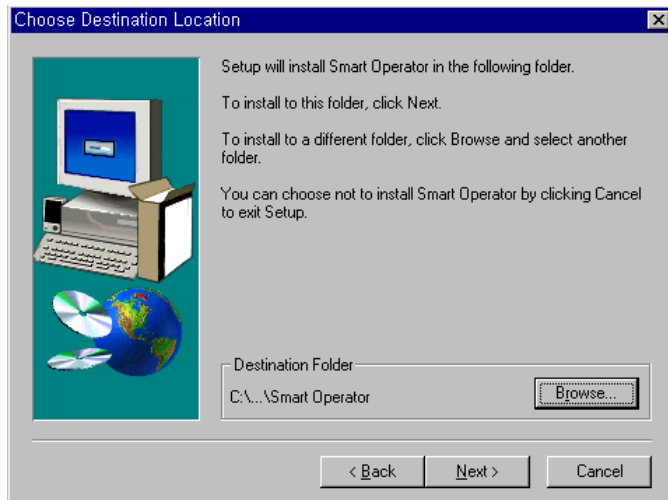 Choose Destination Location
Setup will install Smart Operator in the following folder.
To install to this folder, click Next.
To install to a different folder, click Browse and select another
folder.
You can choose not to install Smart Operator by clicking Cancel
to exit Setup.
Destination Folder
C:\...\Smart Operator
Browse...
< Back
Next >
Cancel